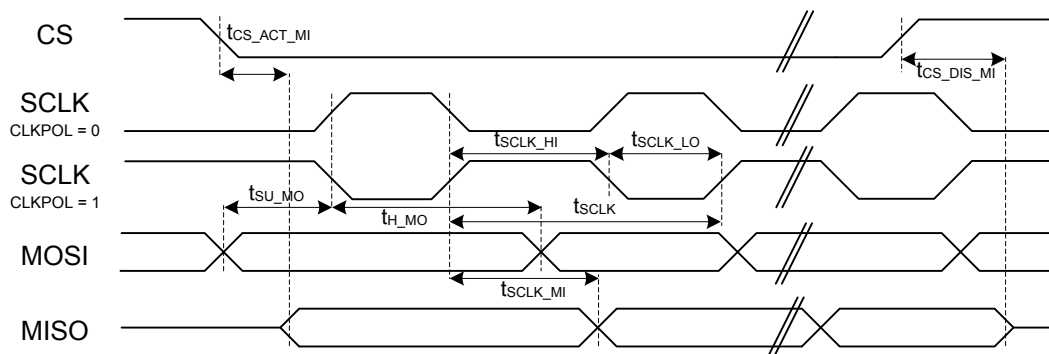 CS
tCS_ACT_MI
tCS_DIS_MI
SCLK
CLKPOL = 0
tSCLK_HI
tSCLK_LO
SCLK
CLKPOL = 1
tSU_MO
tH_MO
tSCLK
MOSI
tSCLK_MI
MISO